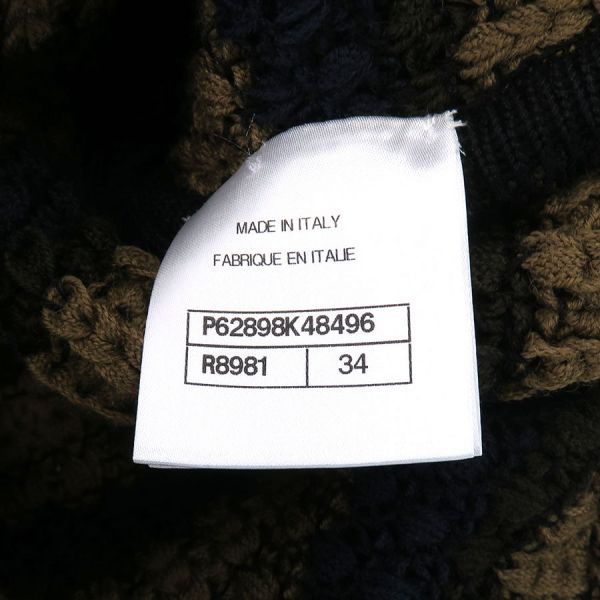 MADE IN ITALY
FABRIQUE EN ITALIE
P62898K48496
R8981 34